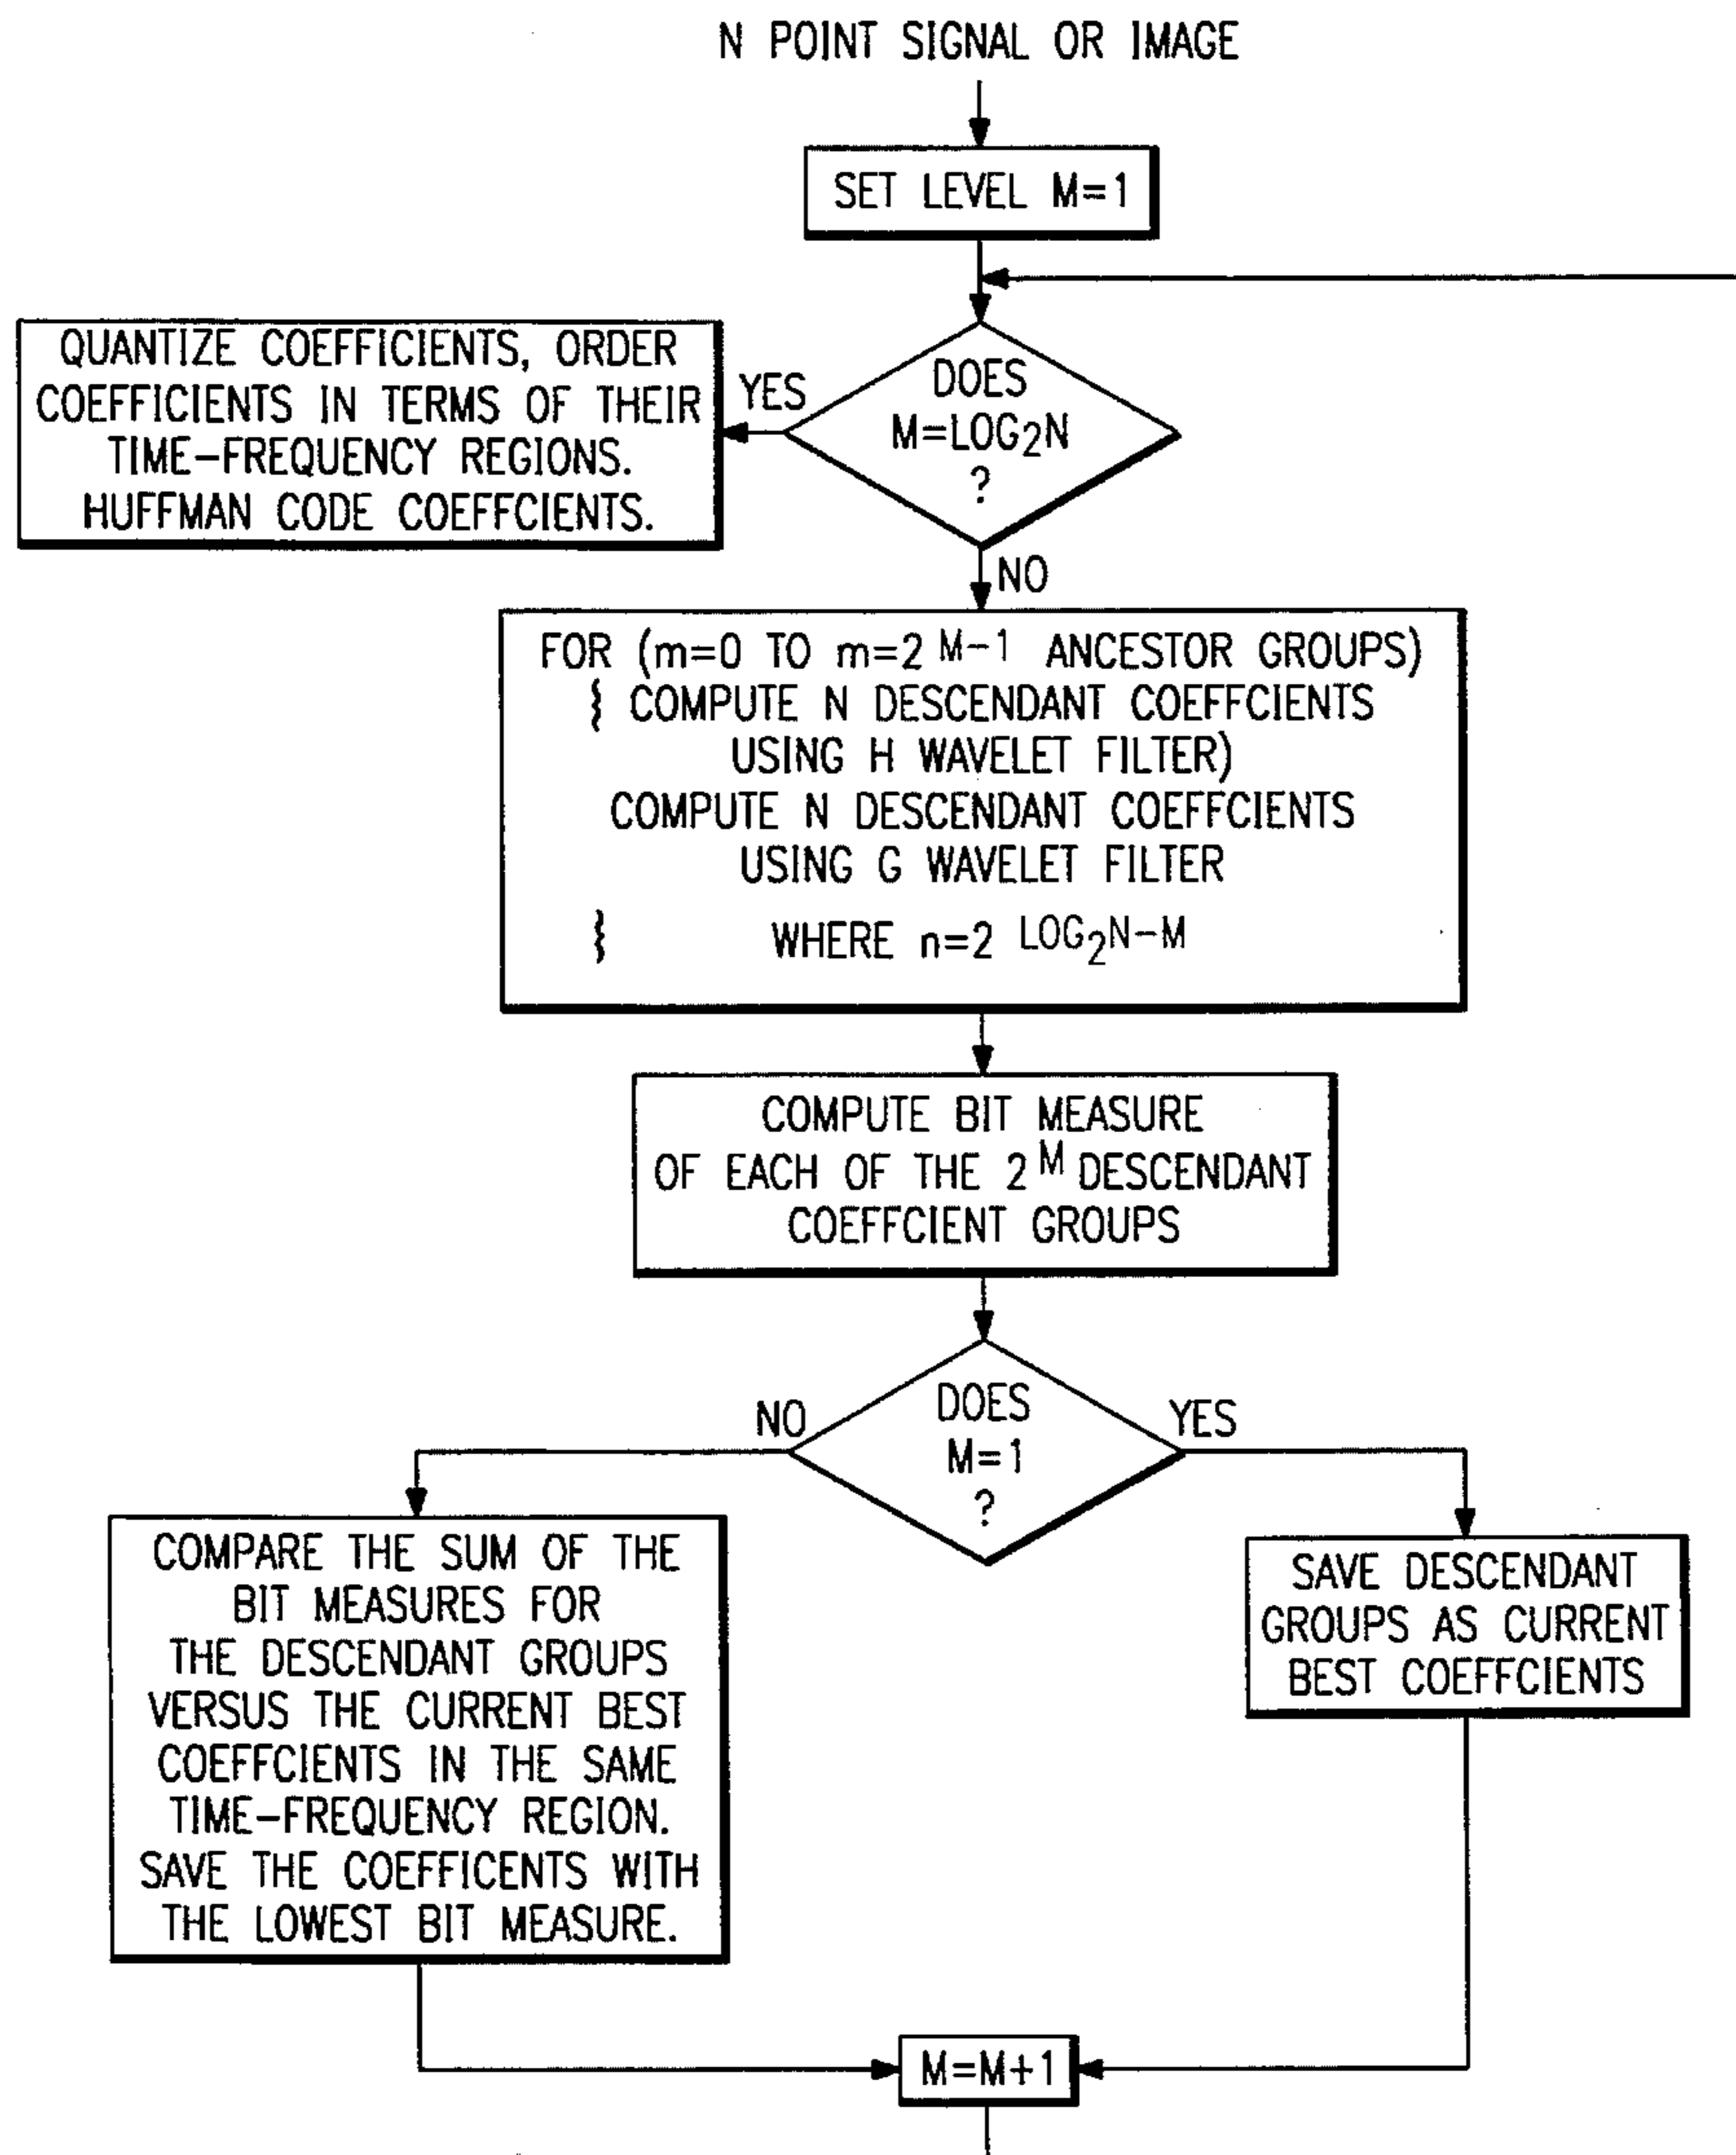 N POINT SIGNAL OR IMAGE
SET LEVEL M=1
DOES
M=LOG₂N
?
YES
QUANTIZE COEFFICIENTS, ORDER
COEFFICIENTS IN TERMS OF THEIR
TIME-FREQUENCY REGIONS.
HUFFMAN CODE COEFFCIENTS.
NO
FOR (m=0 TO m=2 ᴹ⁻¹ ANCESTOR GROUPS)
{ COMPUTE N DESCENDANT COEFFCIENTS
USING H WAVELET FILTER)
COMPUTE N DESCENDANT COEFFCIENTS
USING G WAVELET FILTER
} WHERE n=2 LOG₂N-M
COMPUTE BIT MEASURE
OF EACH OF THE 2ᴹ DESCENDANT
COEFFCIENT GROUPS
DOES
M=1
?
NO
YES
COMPARE THE SUM OF THE
BIT MEASURES FOR
THE DESCENDANT GROUPS
VERSUS THE CURRENT BEST
COEFFCIENTS IN THE SAME
TIME-FREQUENCY REGION.
SAVE THE COEFFICENTS WITH
THE LOWEST BIT MEASURE.
SAVE DESCENDANT
GROUPS AS CURRENT
BEST COEFFCIENTS
M=M+1